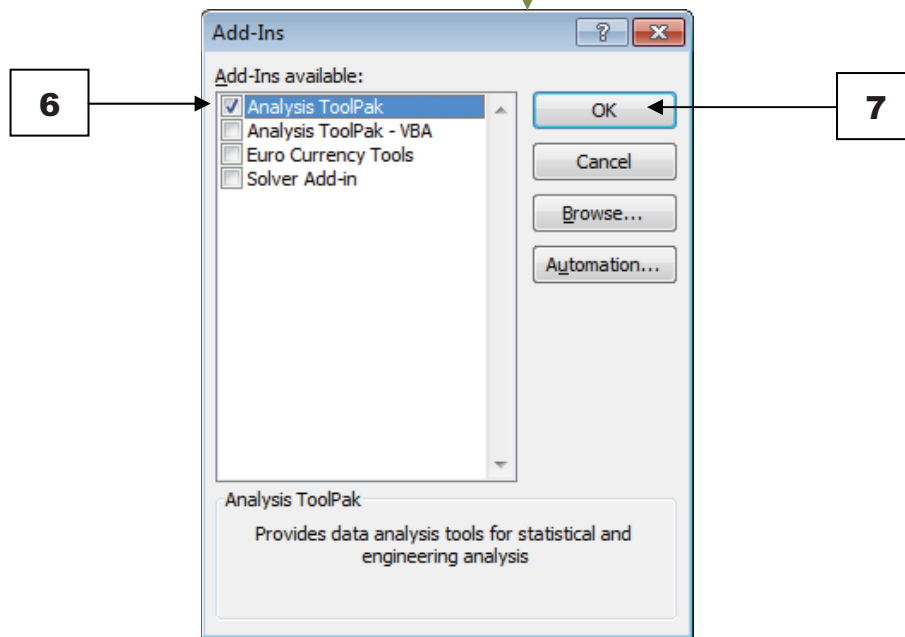 Add-Ins
?
Add-Ins available:
6
Analysis ToolPak
OK
7
Analysis ToolPak - VBA
Euro Currency Tools
Cancel
Solver Add-in
Browse...
Automation...
Analysis ToolPak
Provides data analysis tools for statistical and
engineering analysis